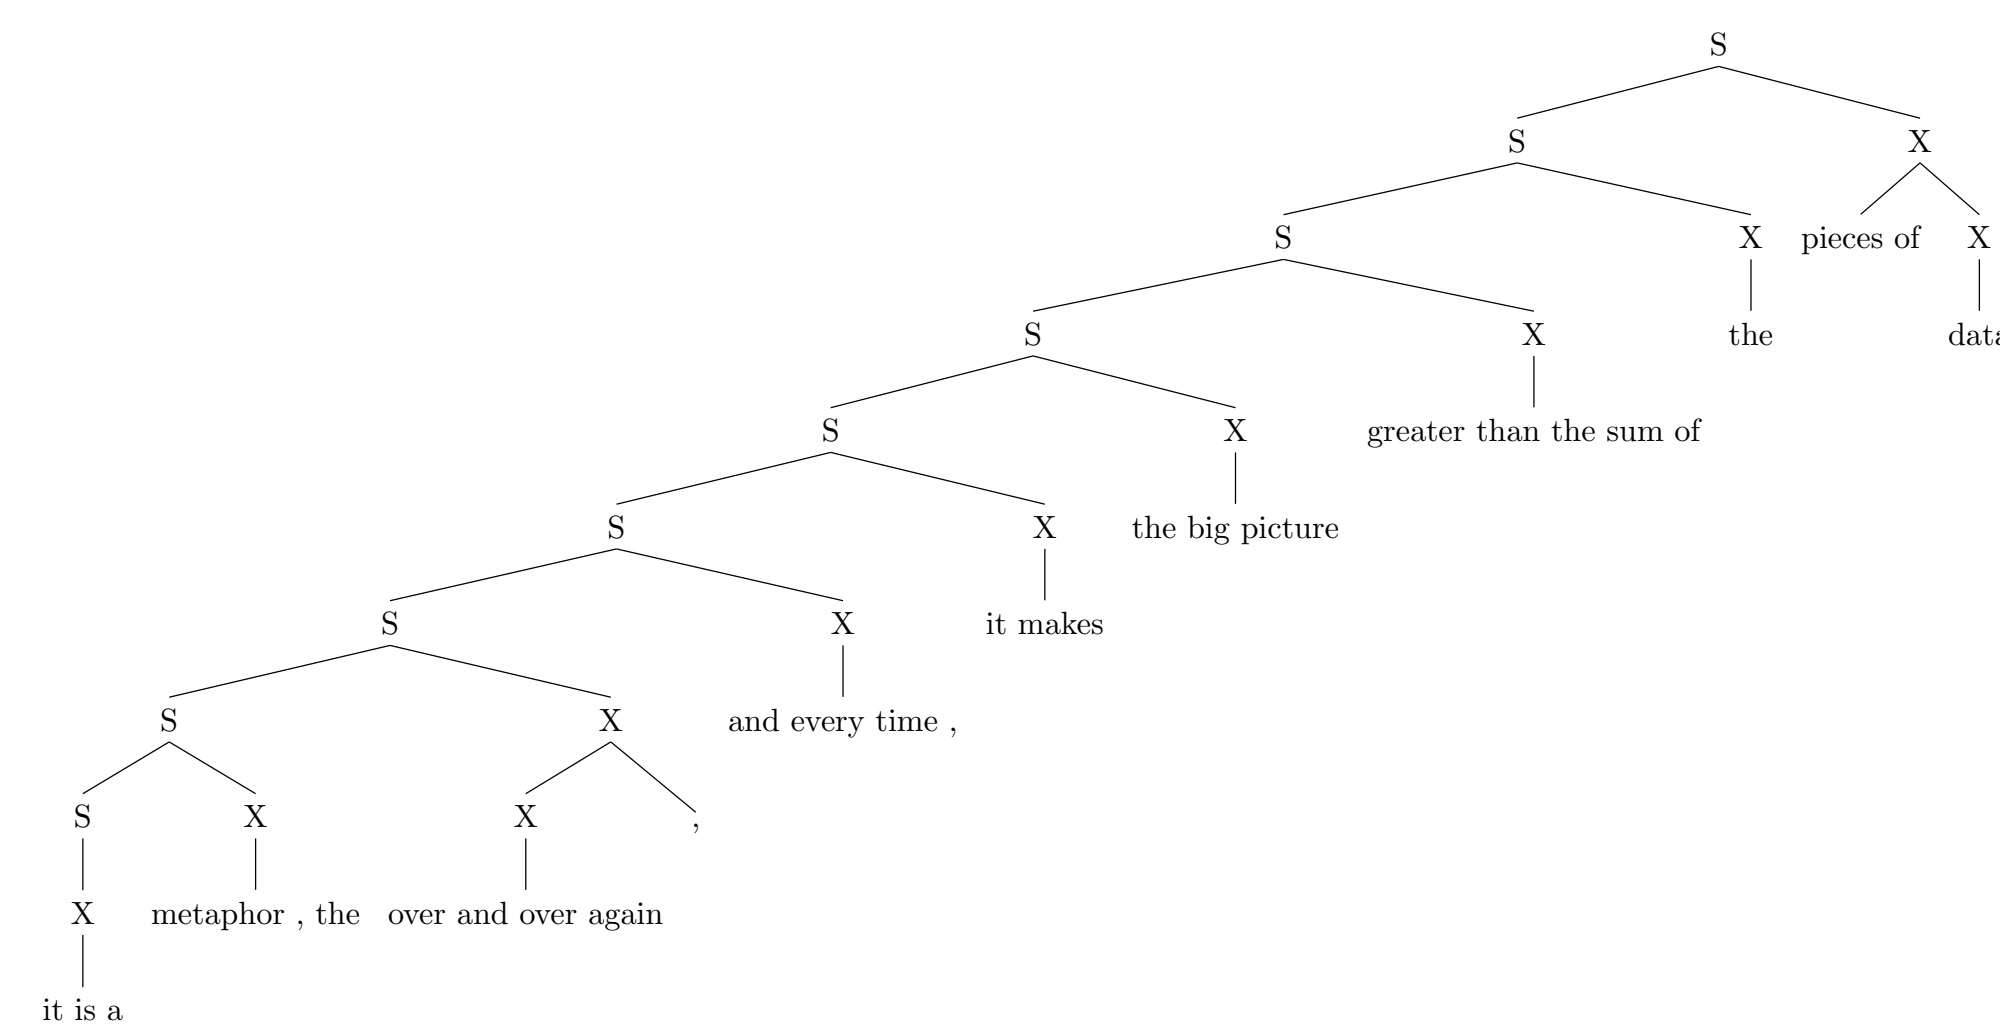 S
S X
S X pieces of X
S X the data
S X greater than the sum of
S X the big picture
S X it makes
S X and every time ,
S X X ,
X metaphor , the over and over again
it is a